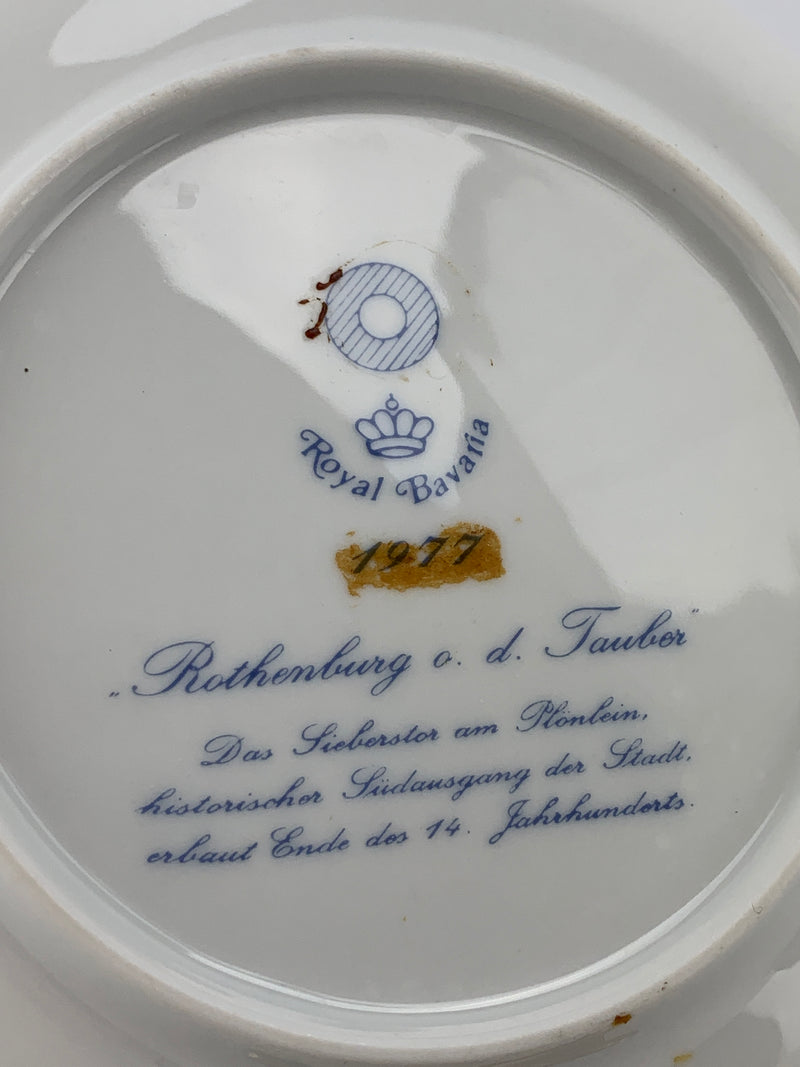 Royal Bavaria
1977
„Rothenburg o. d. Tauber"
Das Sieberstor am Plönlein,
historischer Südausgang der Stadt,
erbaut Ende des 14. Jahrhunderts.